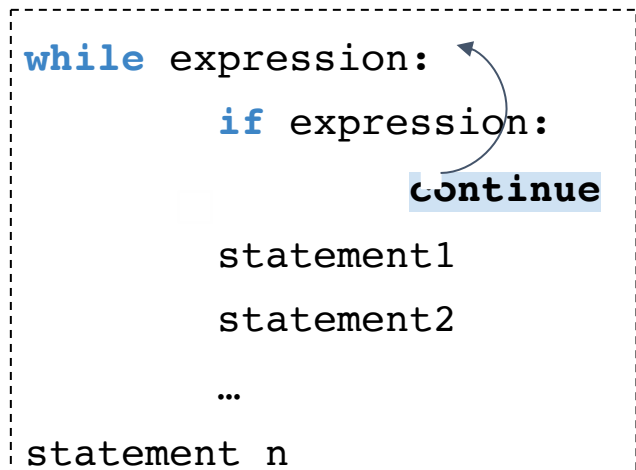 while expression:
if expression:
continue
statement1
statement2
…
statement n